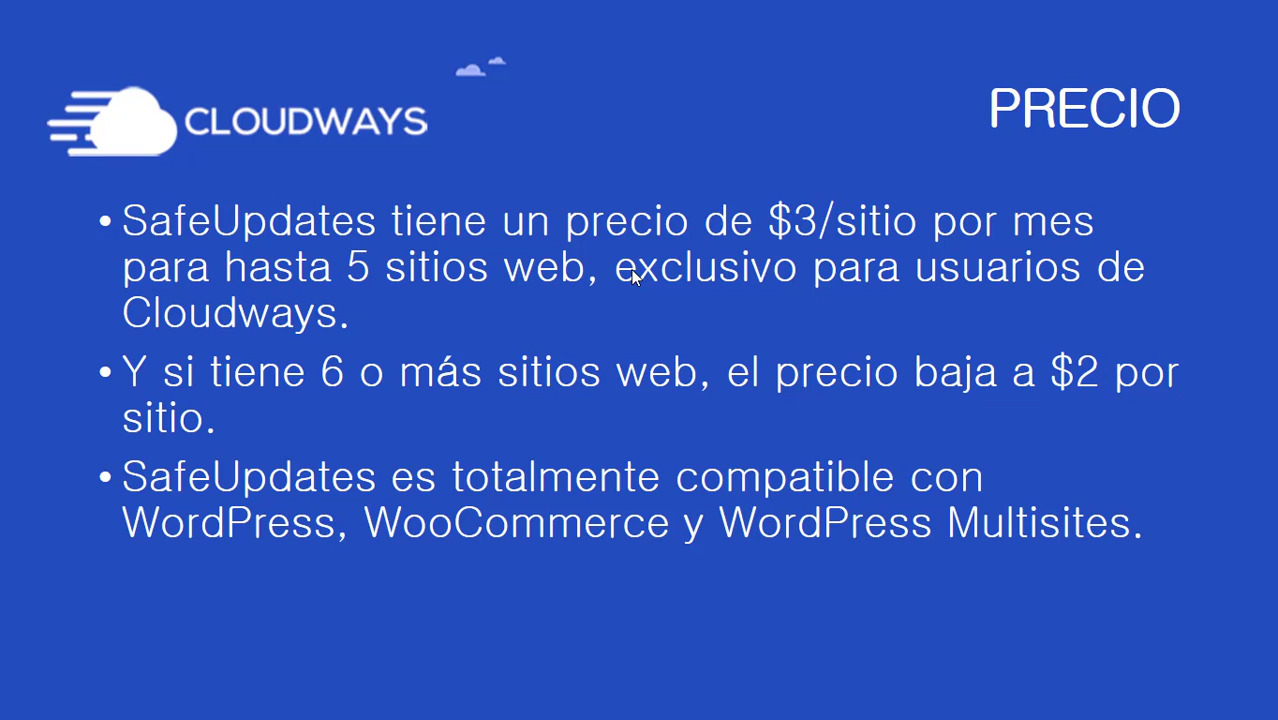 CLOUDWAYS
PRECIO
• SafeUpdates tiene un precio de $3/sitio por mes
para hasta 5 sitios web, exclusivo para usuarios de
Cloudways.
• Y si tiene 6 o más sitios web, el precio baja a $2 por
sitio.
• SafeUpdates es totalmente compatible con
WordPress, WooCommerce y WordPress Multisites.